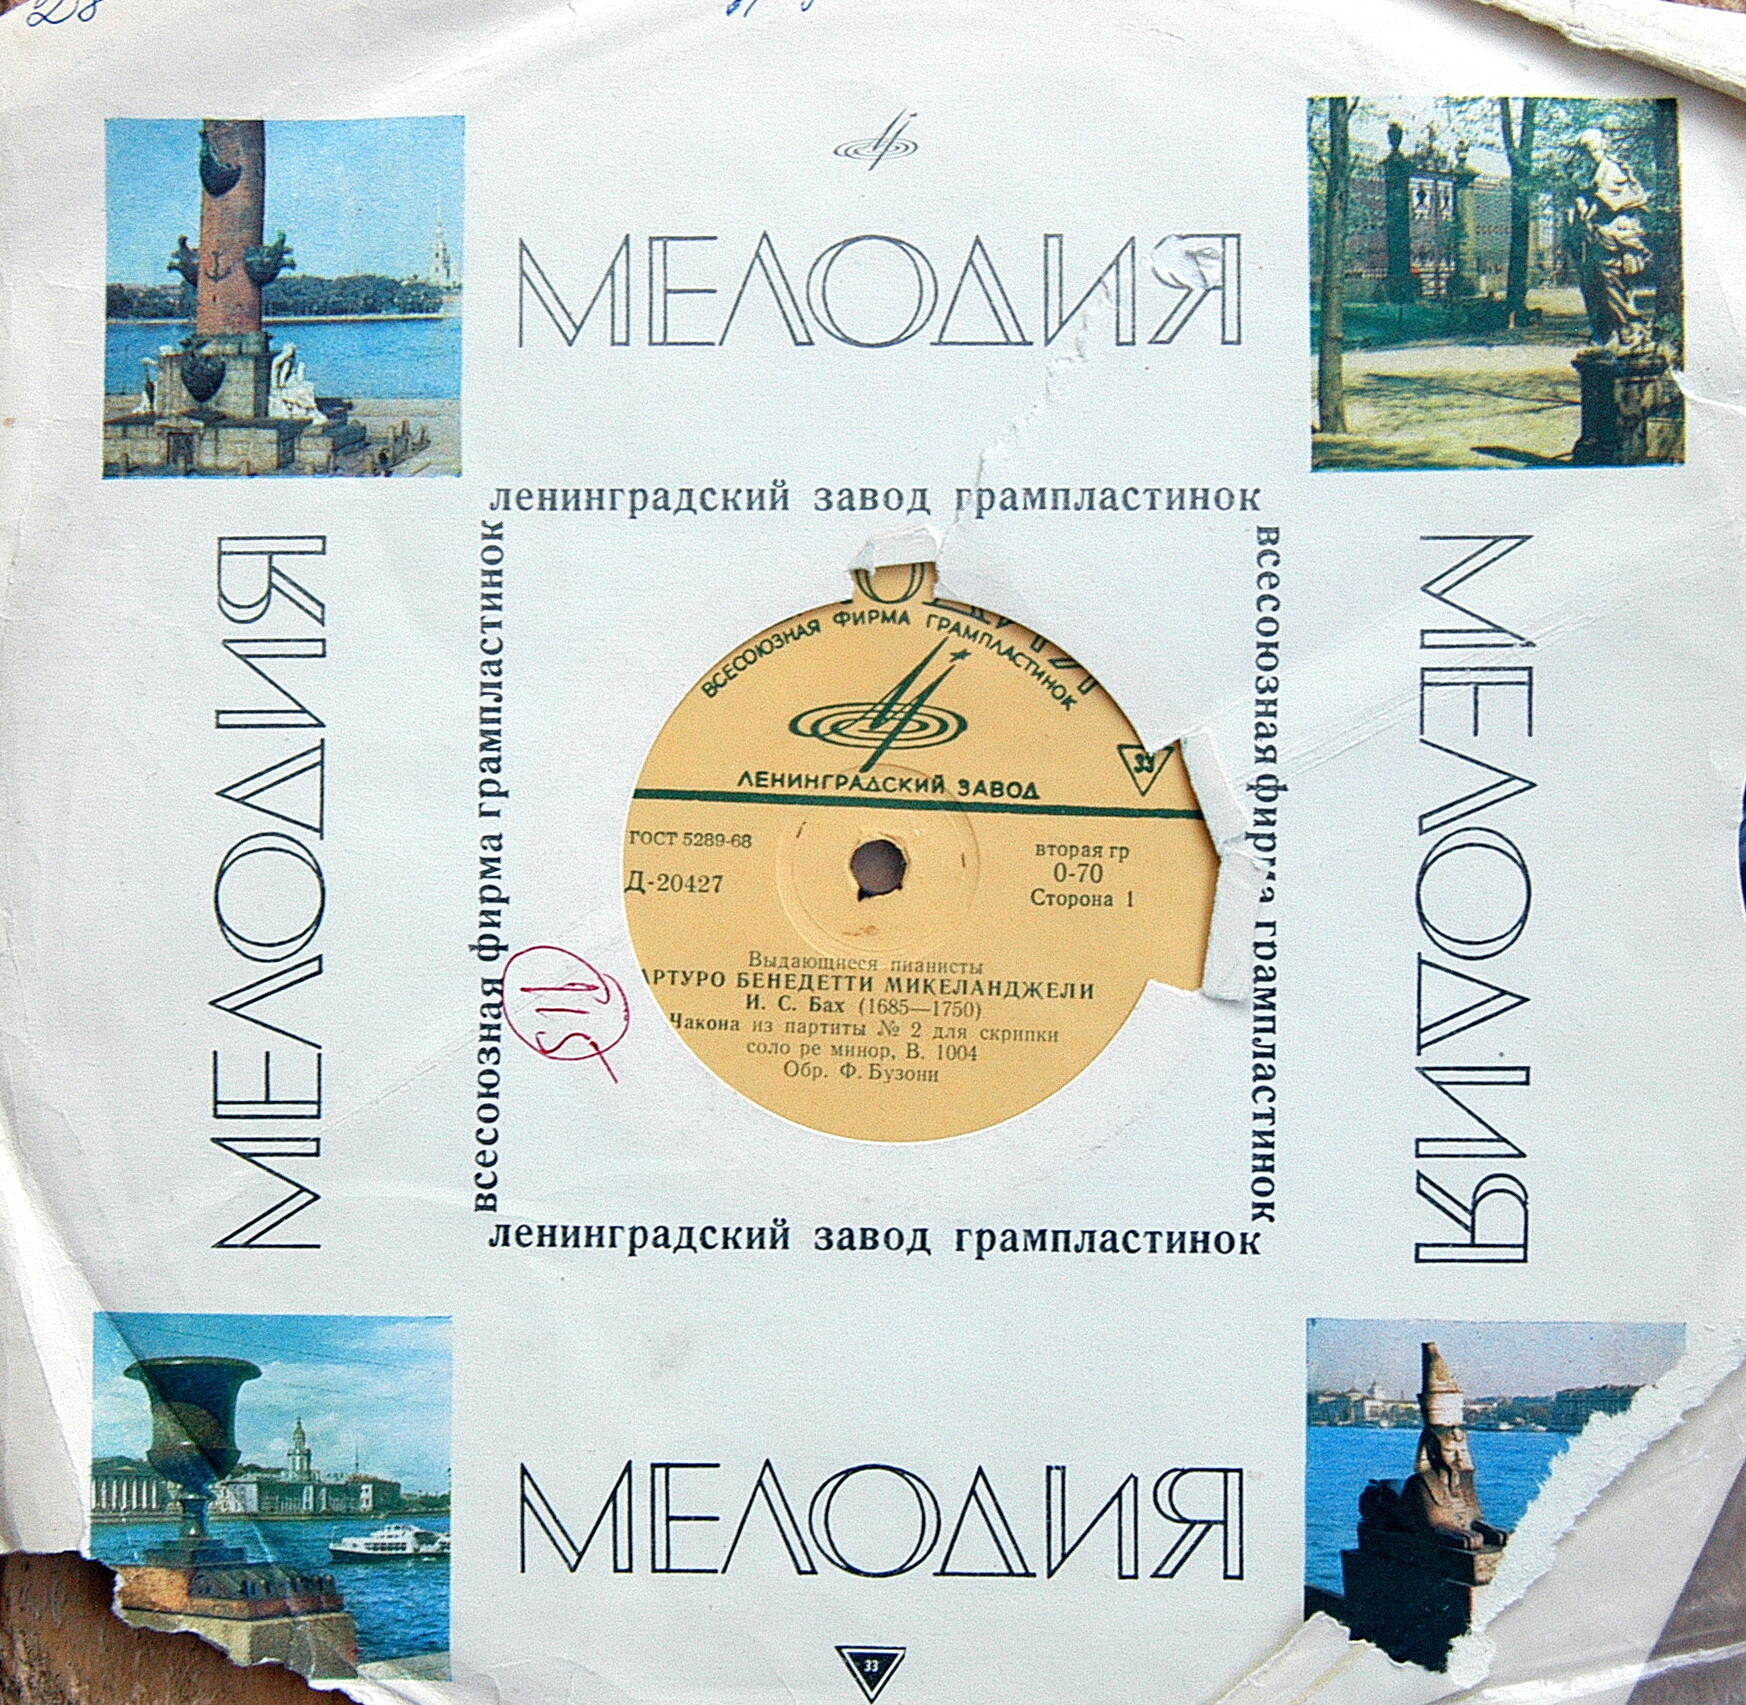 МЕЛОДИЯ
ленинградский завод грампластинок
МЕЛОДИЯ
всесоюзная фирма грампластинок
всесоюзная фирма грампластинок
МЕЛОДИЯ
ВСЕСОЮЗНАЯ ФИРМА ГРАМПЛАСТИНОК
33
ЛЕНИНГРАДСКИЙ ЗАВОД
ГОСТ 5289-68
Д-20427
вторая гр
0-70
Сторона 1
Выдающиеся пианисты
АРТУРО БЕНЕДЕТТИ МИКЕЛАНДЖЕЛИ
И. С. Бах (1685—1750)
Чакона из партиты № 2 для скрипки
соло ре минор, В. 1004
Обр. Ф. Бузони
ленинградский завод грампластинок
МЕЛОДИЯ
33